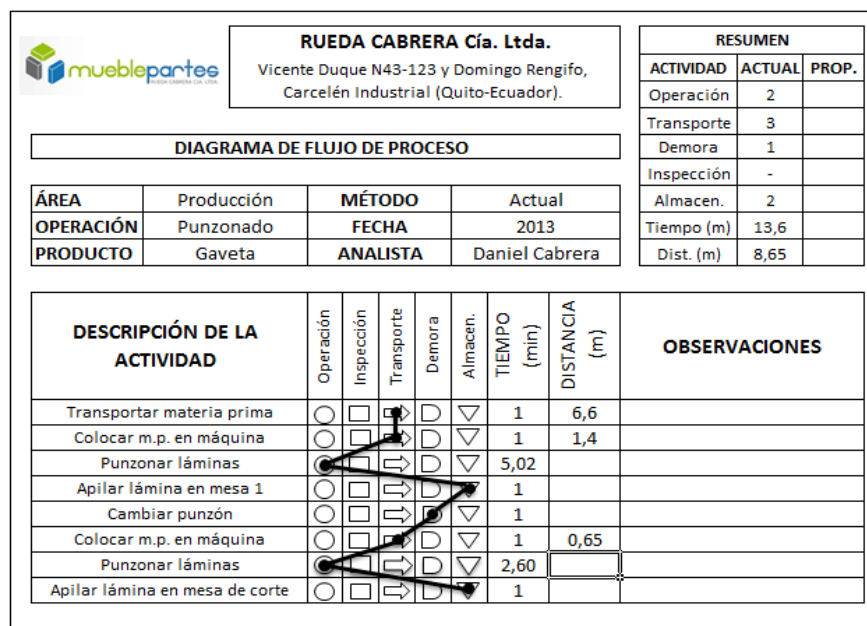 mueblepartes
RUEDA CABRERA CIA. LTDA.
RUEDA CABRERA Cía. Ltda.
Vicente Duque N43-123 y Domingo Rengifo,
Carcelén Industrial (Quito-Ecuador).
DIAGRAMA DE FLUJO DE PROCESO
ÁREA Producción MÉTODO Actual
OPERACIÓN Punzonado FECHA 2013
PRODUCTO Gaveta ANALISTA Daniel Cabrera
RESUMEN
ACTIVIDAD ACTUAL PROP.
Operación 2
Transporte 3
Demora 1
Inspección -
Almacen. 2
Tiempo (m) 13,6
Dist. (m) 8,65
DESCRIPCIÓN DE LA
ACTIVIDAD
Operación
Inspección
Transporte
Demora
Almacen.
TIEMPO
(min)
DISTANCIA
(m)
OBSERVACIONES
Transportar materia prima 1 6,6
Colocar m.p. en máquina 1 1,4
Punzonar láminas 5,02
Apilar lámina en mesa 1 1
Cambiar punzón 1
Colocar m.p. en máquina 1 0,65
Punzonar láminas 2,60
Apilar lámina en mesa de corte 1